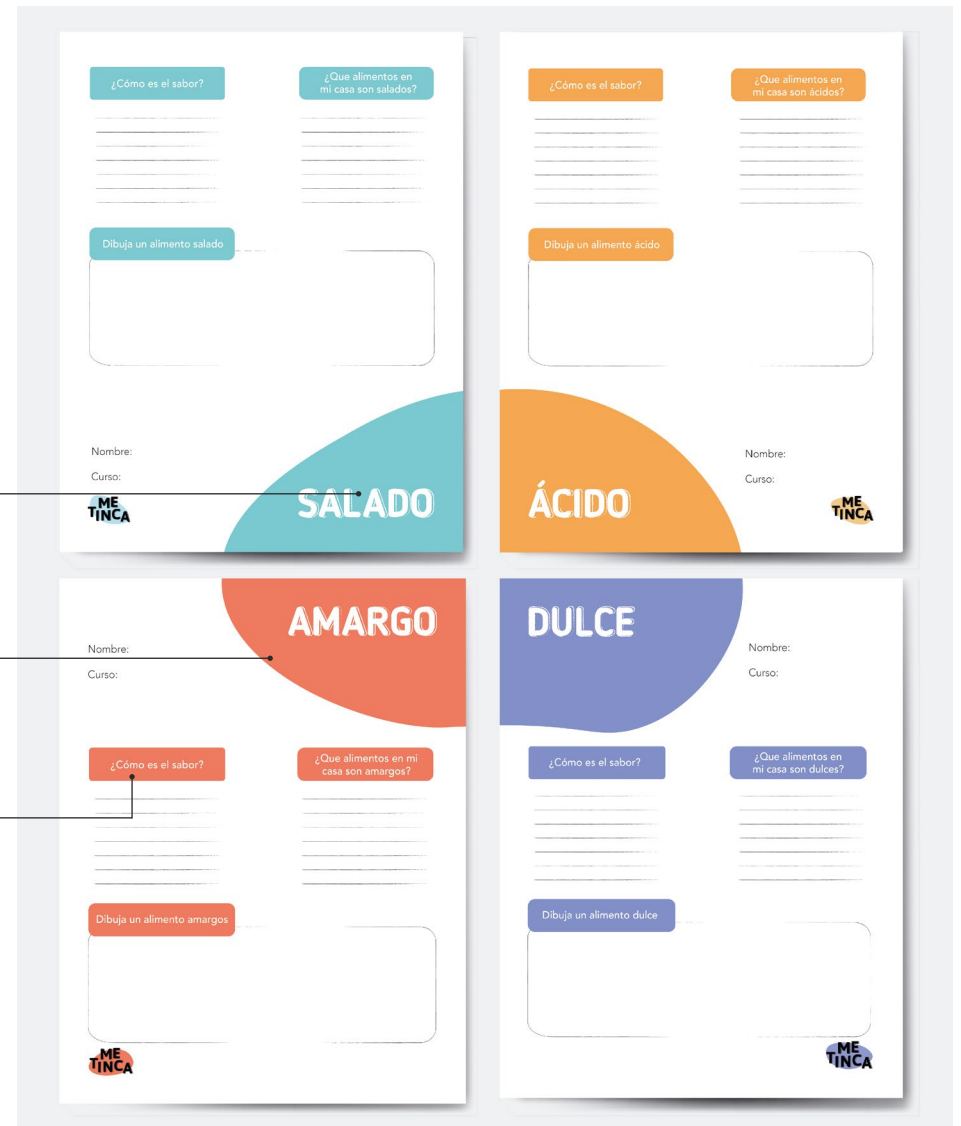 ¿Cómo es el sabor?
¿Que alimentos en
mi casa son salados?
Dibuja un alimento salado
Nombre:
Curso:
ME
TINCA
SALADO
¿Cómo es el sabor?
¿Que alimentos en
mi casa son ácidos?
Dibuja un alimento ácido
Nombre:
Curso:
ÁCIDO
ME
TINCA
AMARGO
Nombre:
Curso:
¿Cómo es el sabor?
¿Que alimentos en mi
casa son amargos?
Dibuja un alimento amargos
ME
TINCA
DULCE
Nombre:
Curso:
¿Cómo es el sabor?
¿Que alimentos en
mi casa son dulces?
Dibuja un alimento dulce
ME
TINCA